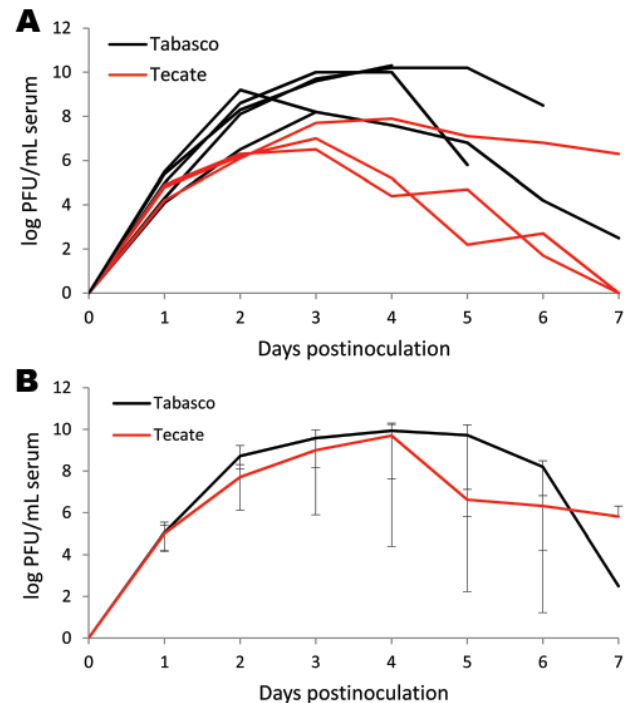 A
12
10
8
6
4
2
0
log PFU/mL serum
Tabasco
Tecate
0 1 2 3 4 5 6 7
Days postinoculation
B
12
10
8
6
4
2
0
log PFU/mL serum
Tabasco
Tecate
0 1 2 3 4 5 6 7
Days postinoculation